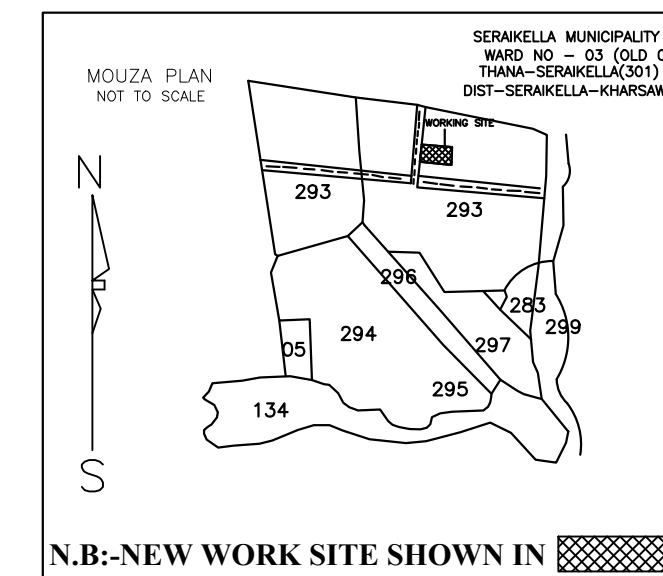 SERAIKELLA MUNICIPALITY
WARD NO – 03 (OLD
THANA–SERAIKELLA(301)
DIST–SERAIKELLA–KHARSAW
MOUZA PLAN
NOT TO SCALE
WORKING SITE
N
293
293
296
283
299
294
297
05
295
134
S
N.B:-NEW WORK SITE SHOWN IN